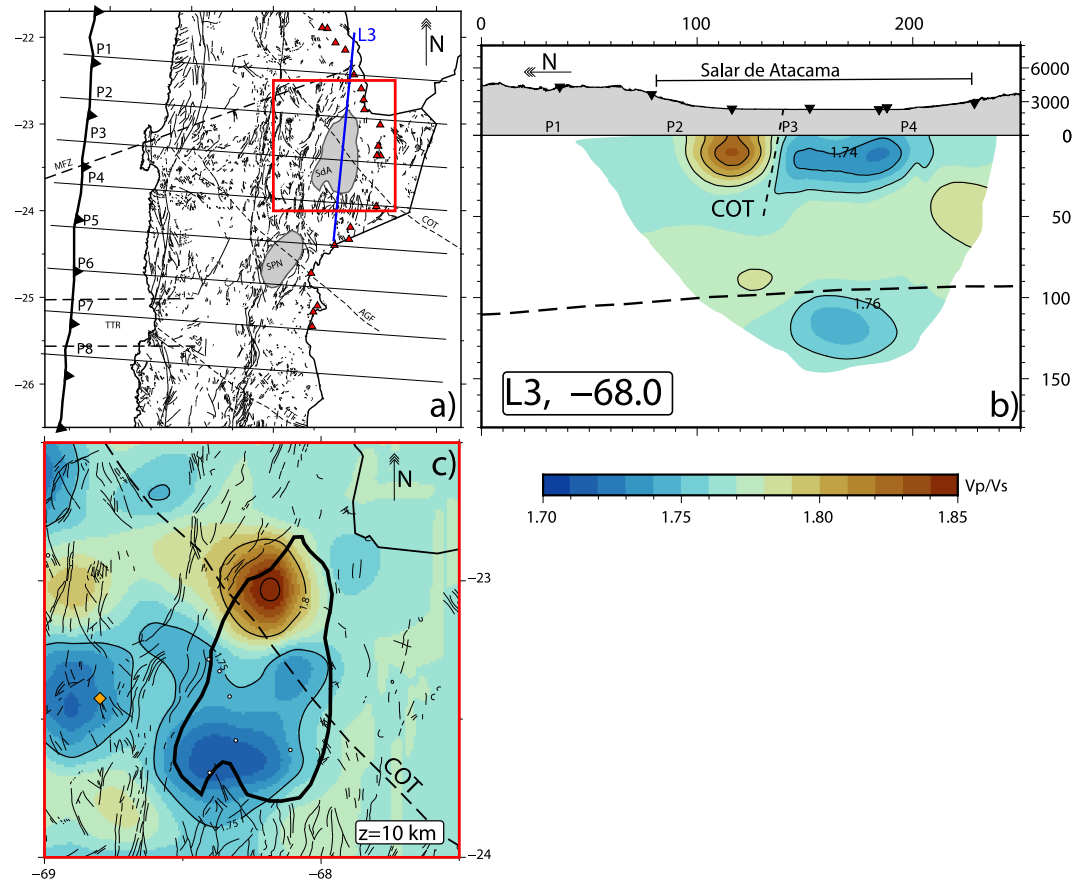 −22
−23
−24
−25
−26
P1
P2
P3
P4
P5
P6
P7
P8
MFZ
TTR
SdA
SPN
COT
AGF
L3
N
a)
0
100
200
N
Salar de Atacama
6000
3000
0
50
100
150
P1
P2
P3
P4
1.74
COT
1.76
L3, −68.0
b)
c)
N
1.8
1.75
1.75
COT
z=10 km
−23
−24
−69
−68
Vp/Vs
1.70
1.75
1.80
1.85